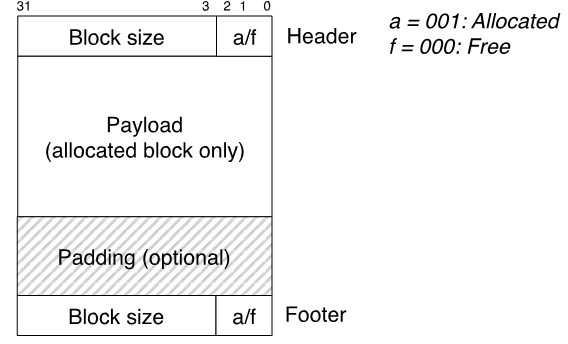 31 3 2 1 0
Block size a/f Header
a = 001: Allocated
f = 000: Free
Payload
(allocated block only)
Padding (optional)
Block size a/f Footer